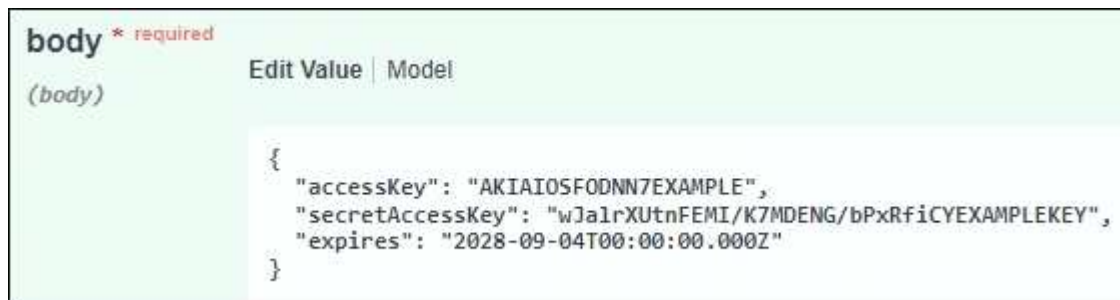 body * required
Edit Value | Model
(body)
{
  "accessKey": "AKIAIOSFODNN7EXAMPLE",
  "secretAccessKey": "wJalrXUtnFEMI/K7MDENG/bPxRfiCYEXAMPLEKEY",
  "expires": "2028-09-04T00:00:00.000Z"
}